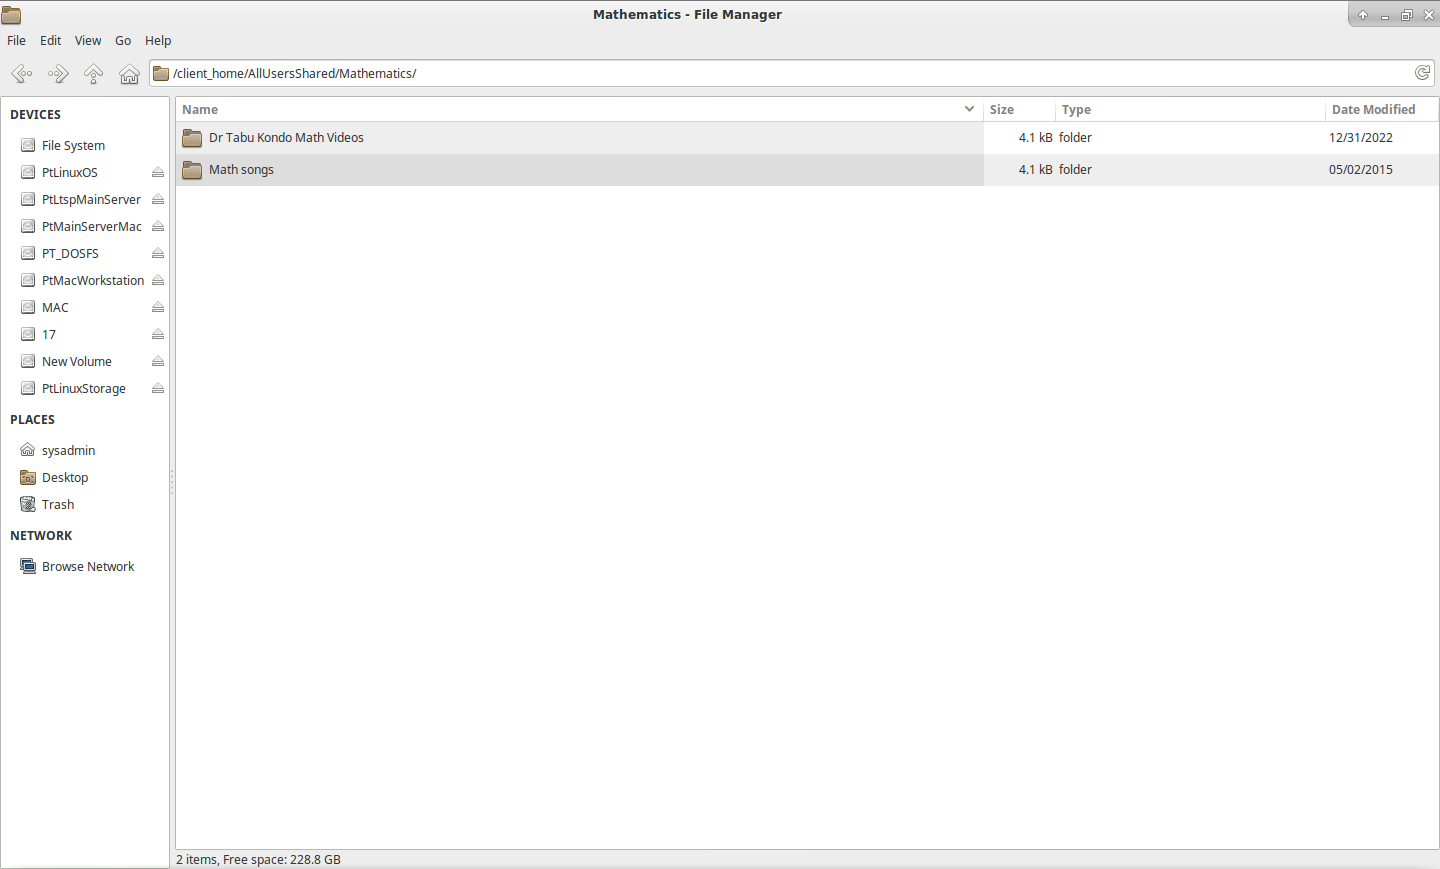 Mathematics - File Manager
File Edit View Go Help
/client_home/AllUsersShared/Mathematics/
DEVICES
File System
PtLinuxOS
PtLtspMainServer
PtMainServerMac
PT_DOSFS
PtMacWorkstation
MAC
17
New Volume
PtLinuxStorage
PLACES
sysadmin
Desktop
Trash
NETWORK
Browse Network
Name Size Type Date Modified
Dr Tabu Kondo Math Videos 4.1 kB folder 12/31/2022
Math songs 4.1 kB folder 05/02/2015
2 items, Free space: 228.8 GB